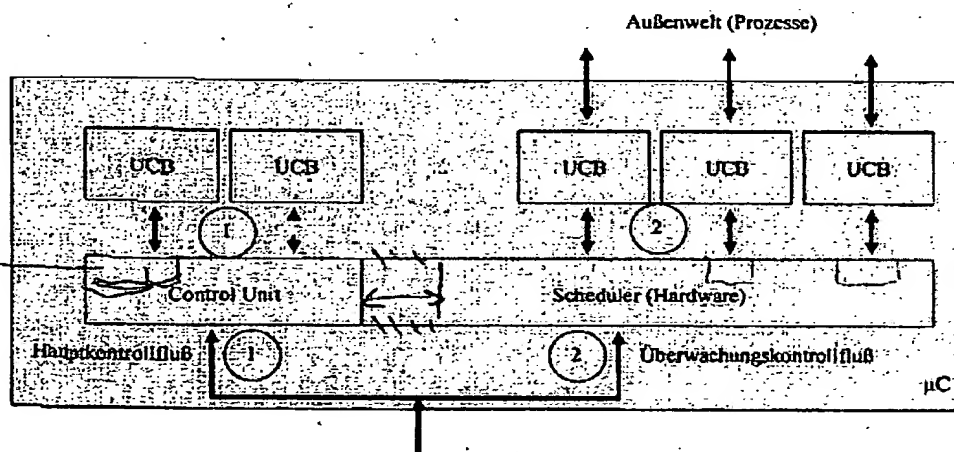 Außenwelt (Prozesse)
UCB UCB UCB UCB UCB
1 2
Control Unit Scheduler (Hardware)
Hauptkontrollfluß 1 2 Überwachungskontrollfluß
µC